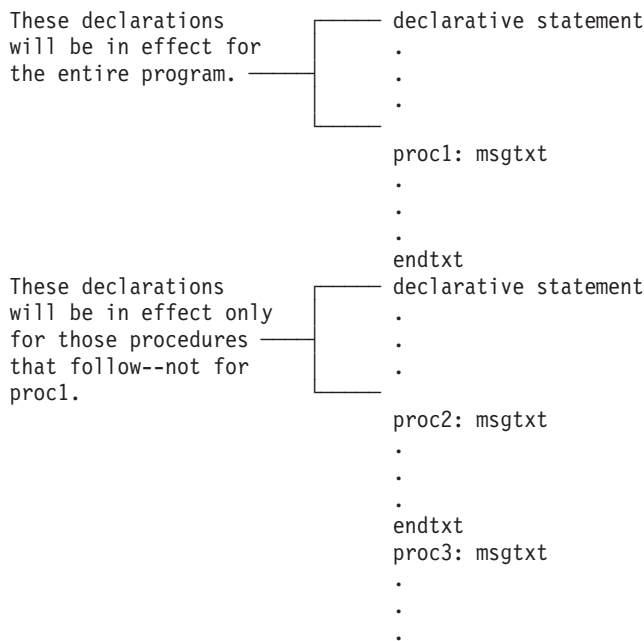 These declarations declarative statement
will be in effect for .
the entire program. .
.
proc1: msgtxt
.
.
.
endtxt
These declarations declarative statement
will be in effect only .
for those procedures .
that follow--not for .
proc1.
proc2: msgtxt
.
.
.
endtxt
proc3: msgtxt
.
.
.